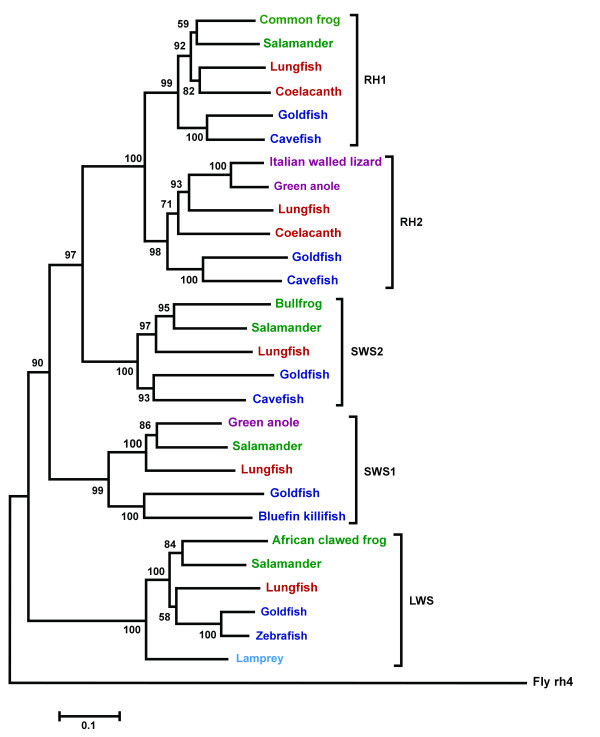 59
Common frog
92
Salamander
Lungfish
99
82
Coelacanth
RH1
Goldfish
100
Cavefish
100
100
Italian walled lizard
93
Green anole
71
Lungfish
RH2
Coelacanth
98
97
Goldfish
100
Cavefish
95
Bullfrog
97
Salamander
Lungfish
SWS2
100
Goldfish
90
93
Cavefish
86
Green anole
100
Salamander
Lungfish
SWS1
99
Goldfish
100
Bluefin killifish
84
African clawed frog
100
Salamander
Lungfish
LWS
58
Goldfish
100
100
Zebrafish
Lamprey
Fly rh4
0.1